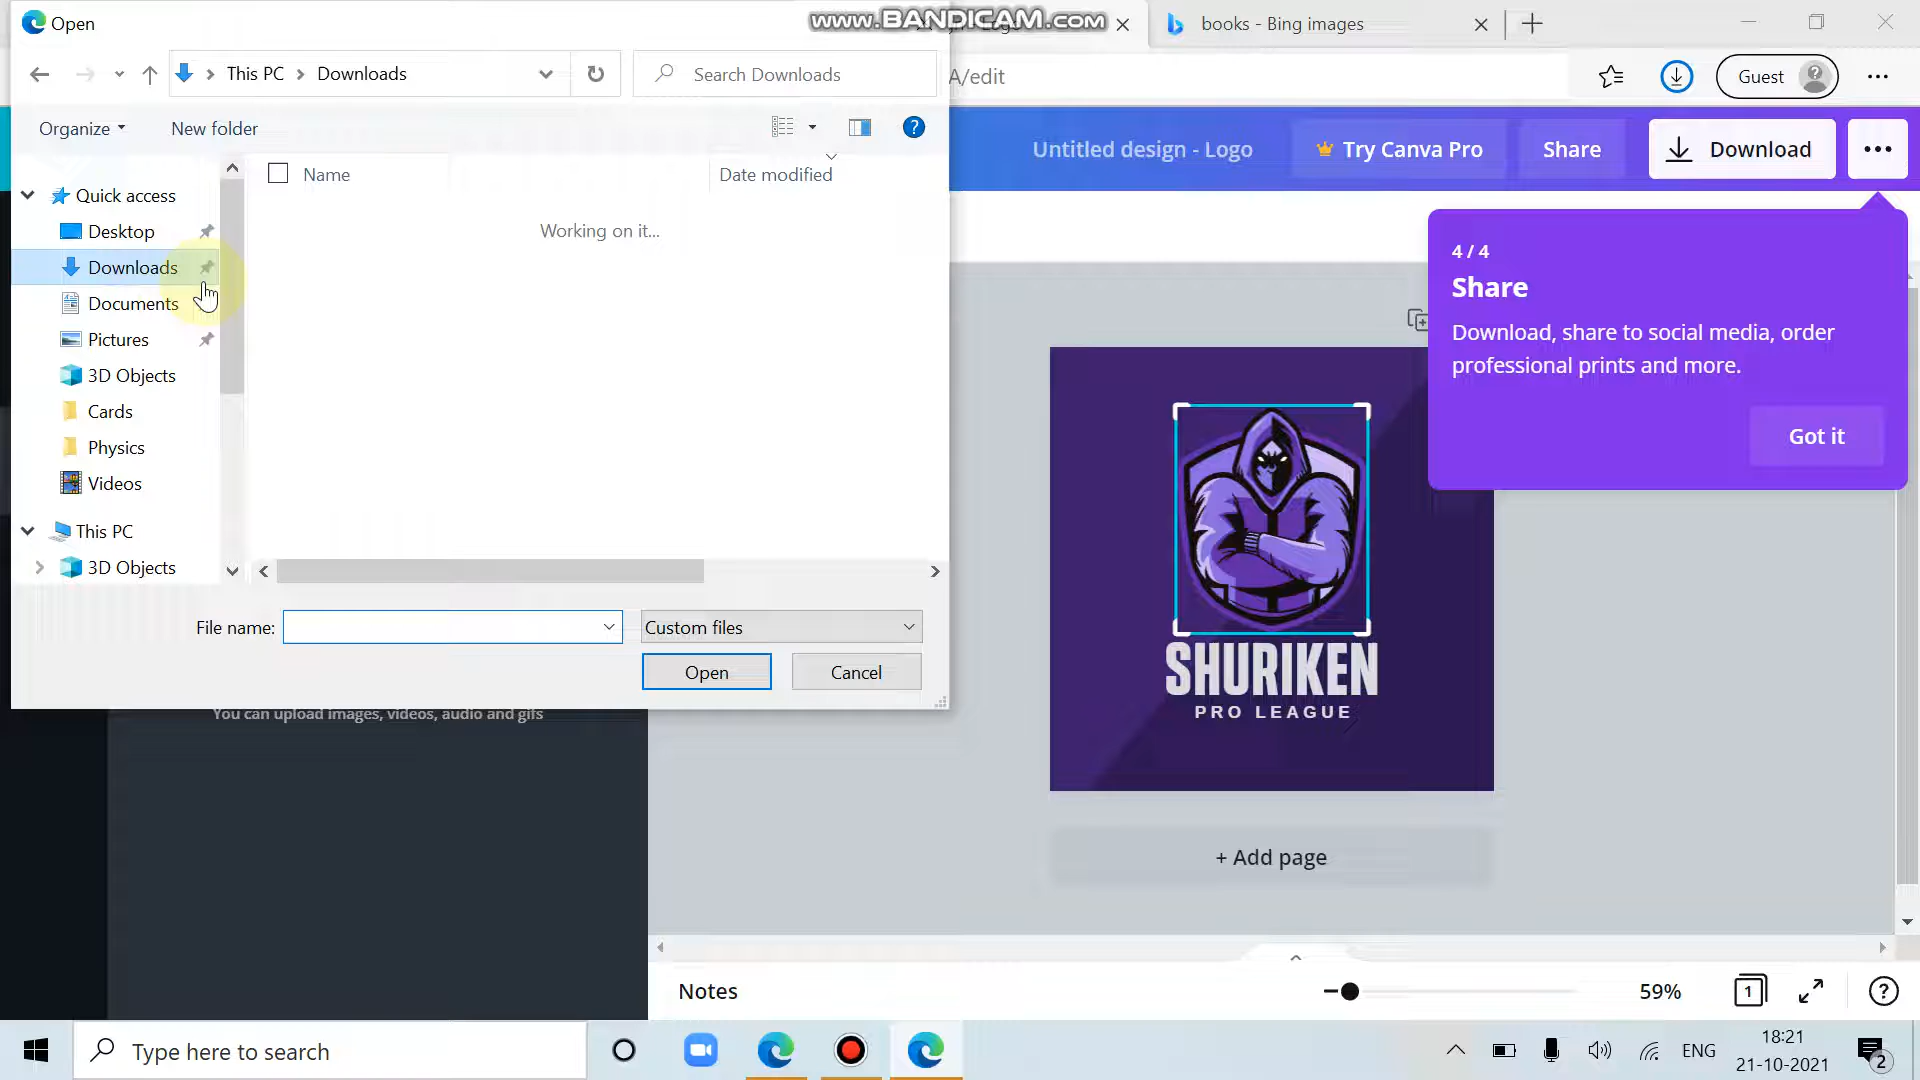 Open
www.BANDICAM.com
books - Bing images
This PC
Downloads
Search Downloads
A/edit
Guest
Organize
New folder
Untitled design - Logo
Try Canva Pro
Share
Download
Name
Date modified
Working on it...
Quick access
Desktop
Downloads
Documents
Pictures
3D Objects
Cards
Physics
Videos
This PC
3D Objects
4 / 4
Share
Download, share to social media, order
professional prints and more.
Got it
File name:
Custom files
Open
Cancel
You can upload images, videos, audio and gifs
SHURIKEN
PRO LEAGUE
+ Add page
Notes
59%
1
Type here to search
ENG
18:21
21-10-2021
2